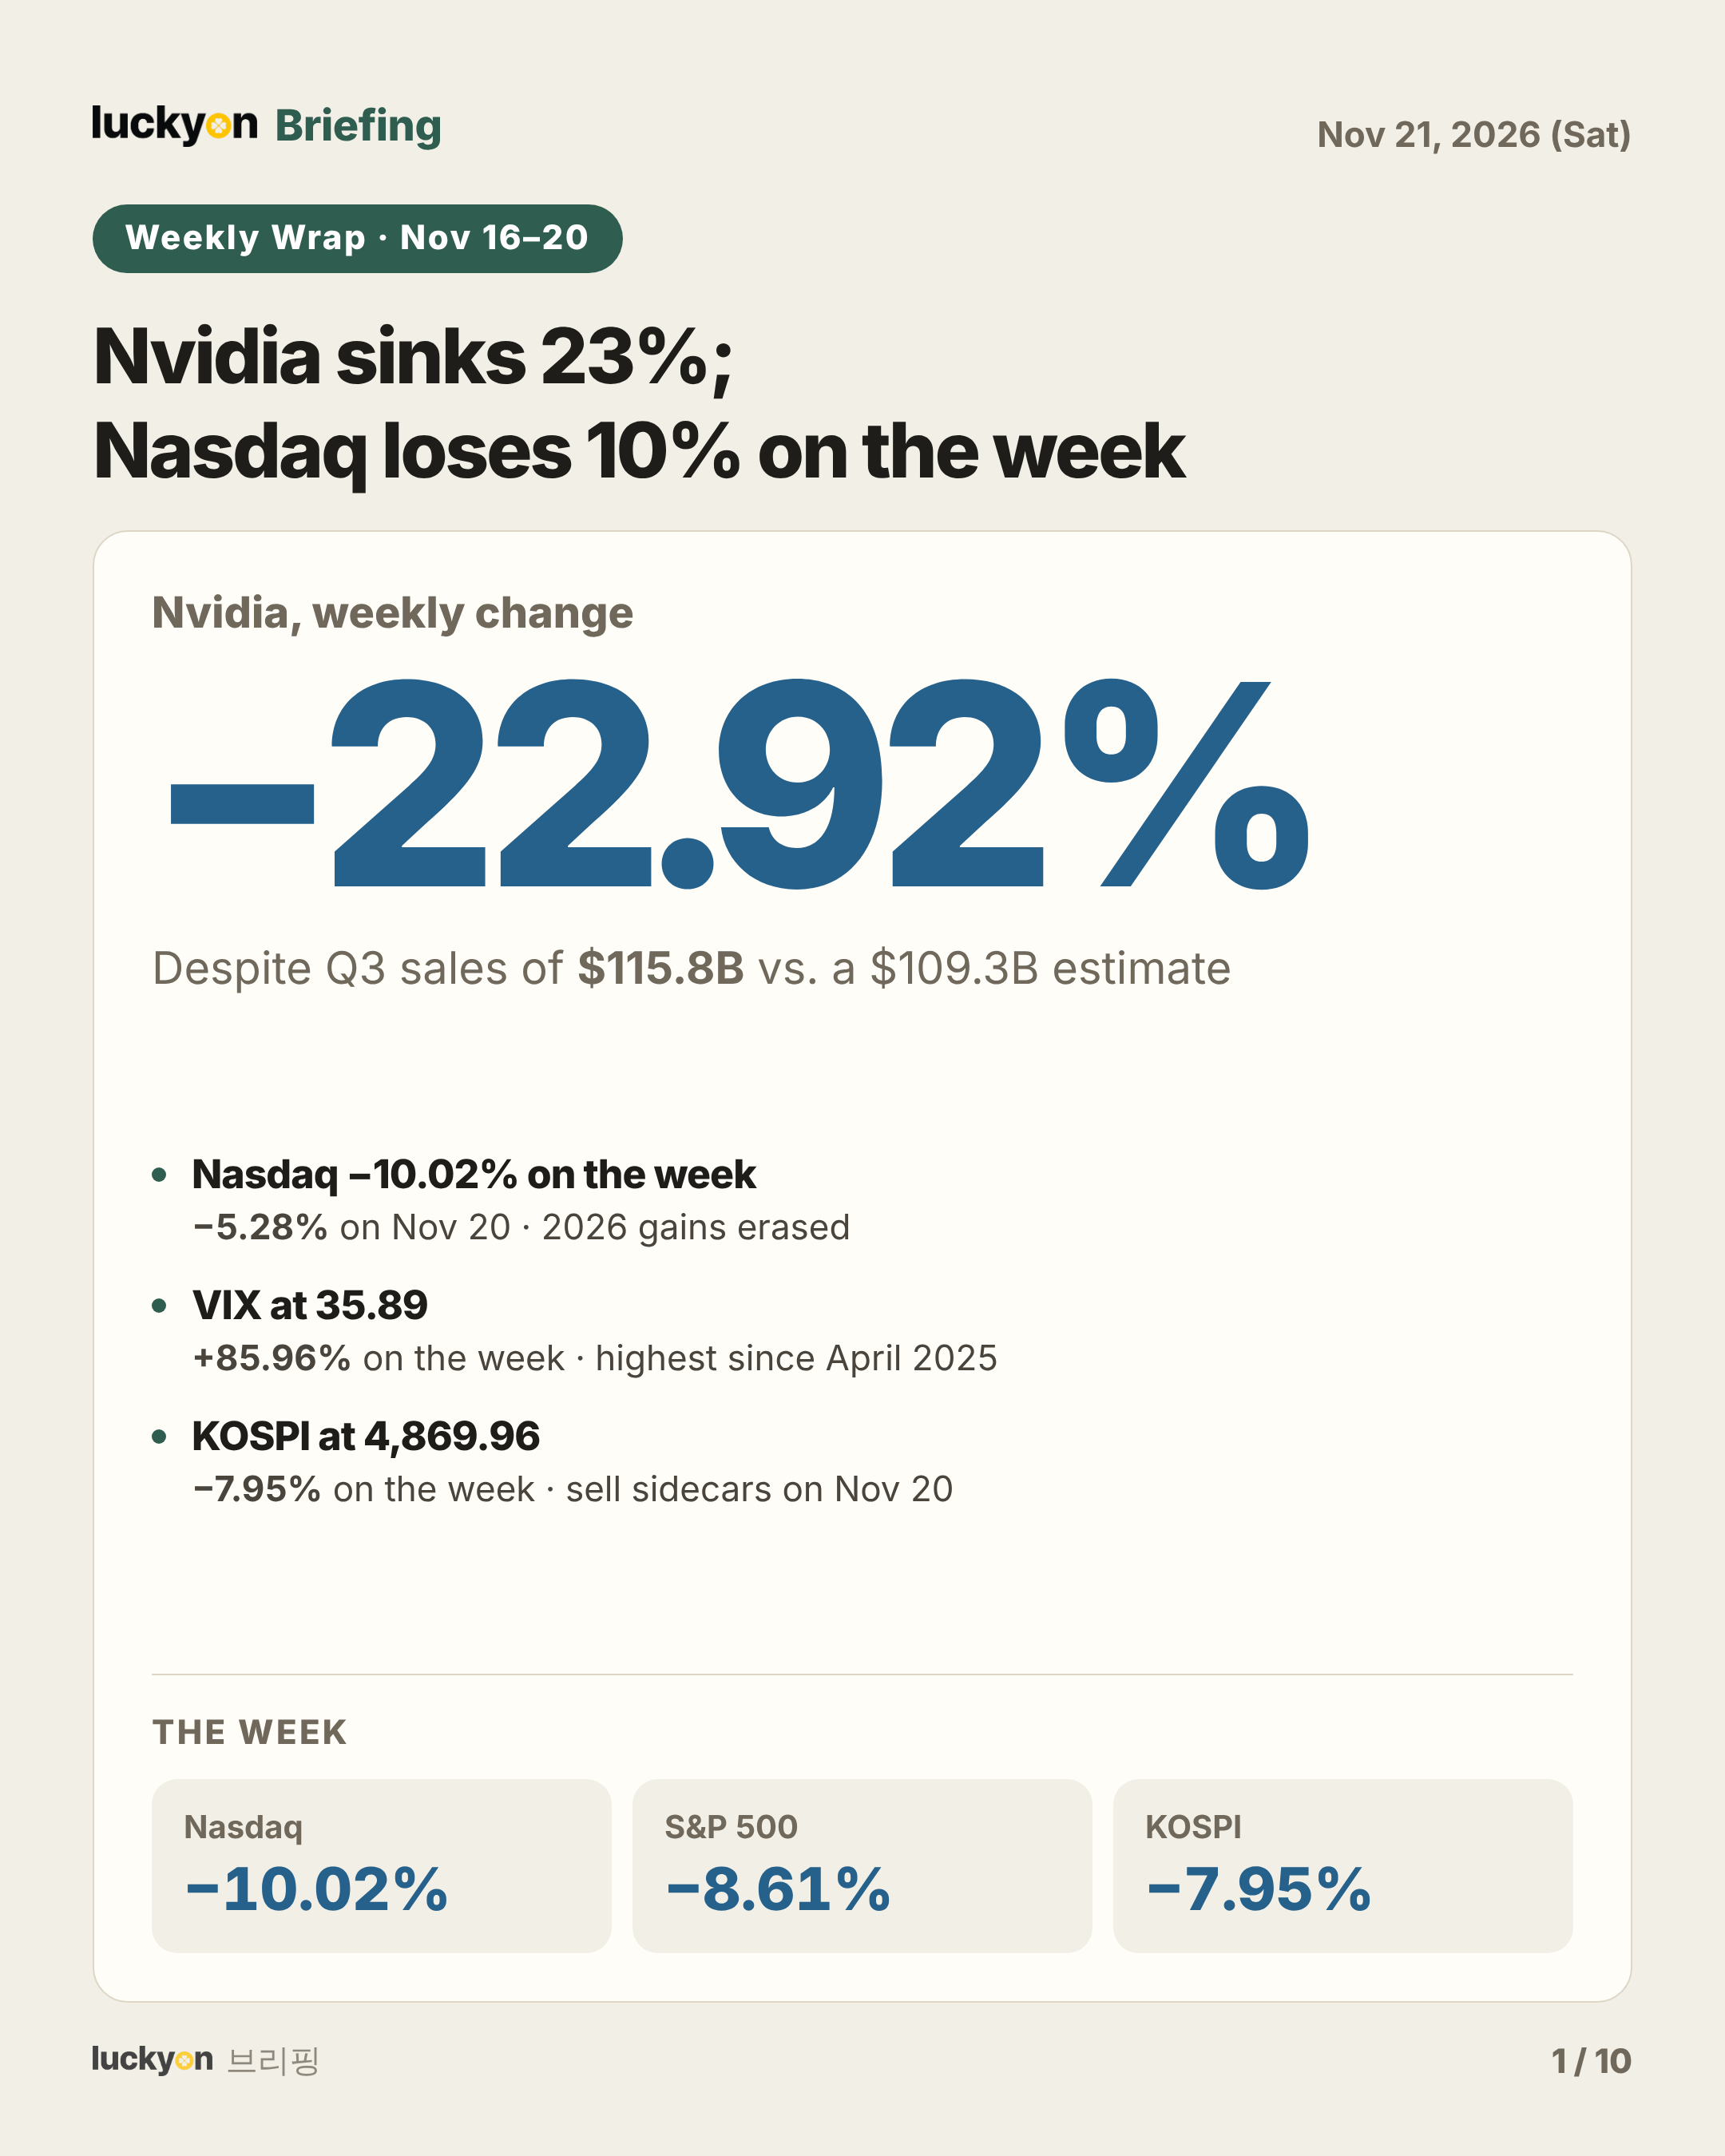 luckyon Briefing
Nov 21, 2026 (Sat)
Weekly Wrap · Nov 16–20
Nvidia sinks 23%;
Nasdaq loses 10% on the week
Nvidia, weekly change
−22.92%
Despite Q3 sales of $115.8B vs. a $109.3B estimate
Nasdaq −10.02% on the week
−5.28% on Nov 20 · 2026 gains erased
VIX at 35.89
+85.96% on the week · highest since April 2025
KOSPI at 4,869.96
−7.95% on the week · sell sidecars on Nov 20
THE WEEK
Nasdaq
−10.02%
S&P 500
−8.61%
KOSPI
−7.95%
luckyon 브리핑
1 / 10